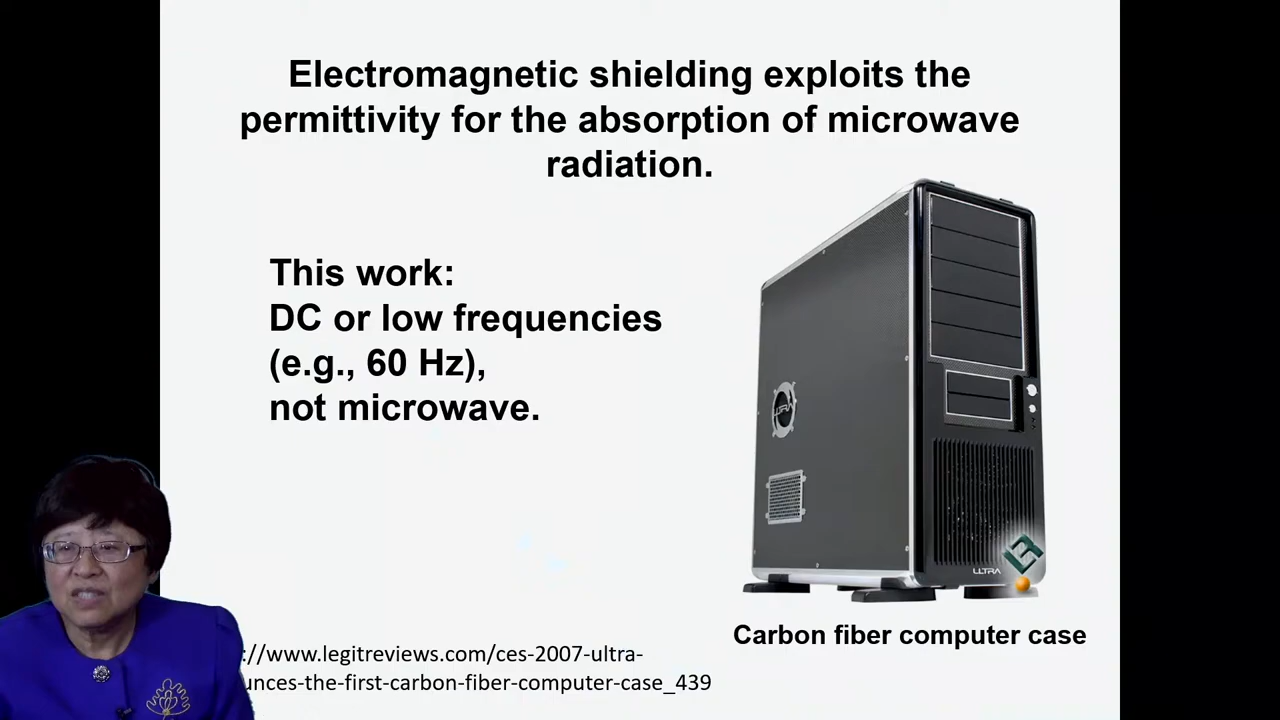 Electromagnetic shielding exploits the
permittivity for the absorption of microwave
radiation.
This work:
DC or low frequencies
(e.g., 60 Hz),
not microwave.
ULTRA
ULTRA
LR
Carbon fiber computer case
://www.legitreviews.com/ces-2007-ultra-
unces-the-first-carbon-fiber-computer-case_439